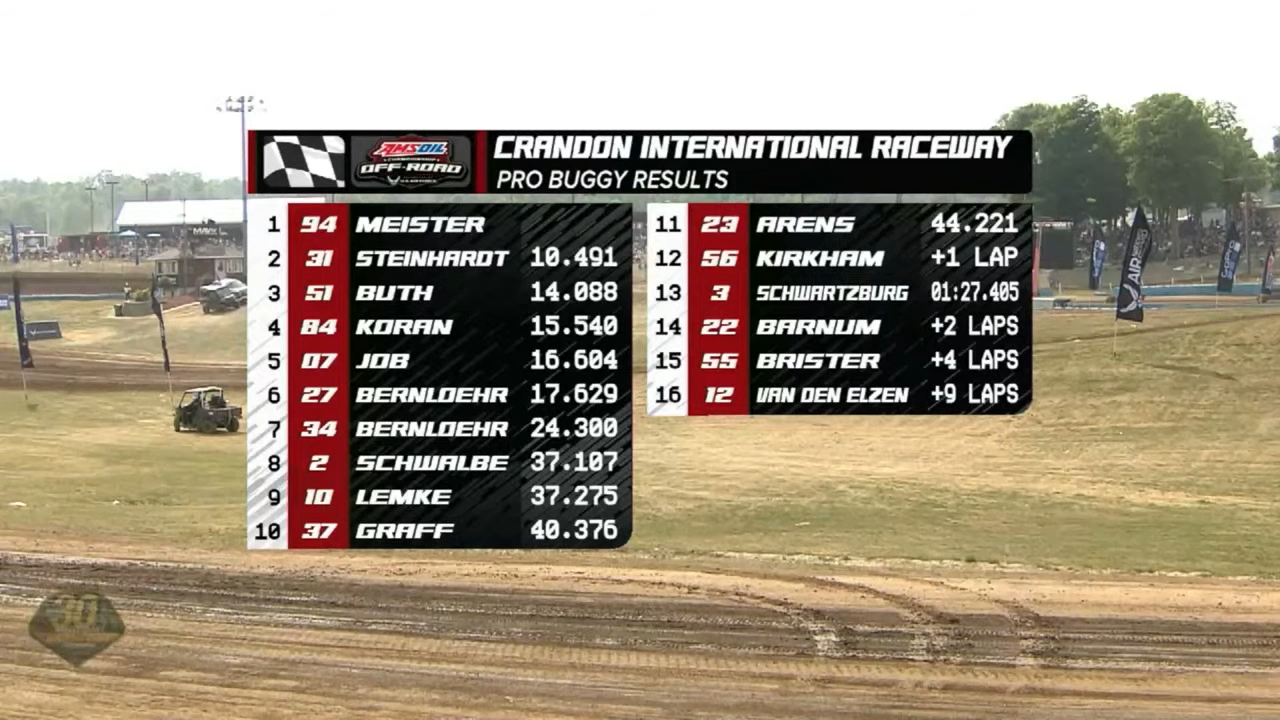 AMSOIL
CHAMPIONSHIP
OFF-ROAD
CRANDON INTERNATIONAL RACEWAY
PRO BUGGY RESULTS
1 94 MEISTER
2 31 STEINHARDT 10.491
3 51 BUTH 14.088
4 84 KORAN 15.540
5 07 JOB 16.604
6 27 BERNLOEHR 17.629
7 34 BERNLOEHR 24.300
8 2 SCHWALBE 37.107
9 10 LEMKE 37.275
10 37 GRAFF 40.376
11 23 ARENS 44.221
12 56 KIRKHAM +1 LAP
13 3 SCHWARTZBURG 01:27.405
14 22 BARNUM +2 LAPS
15 55 BRISTER +4 LAPS
16 12 VAN DEN ELZEN +9 LAPS
AIR
30